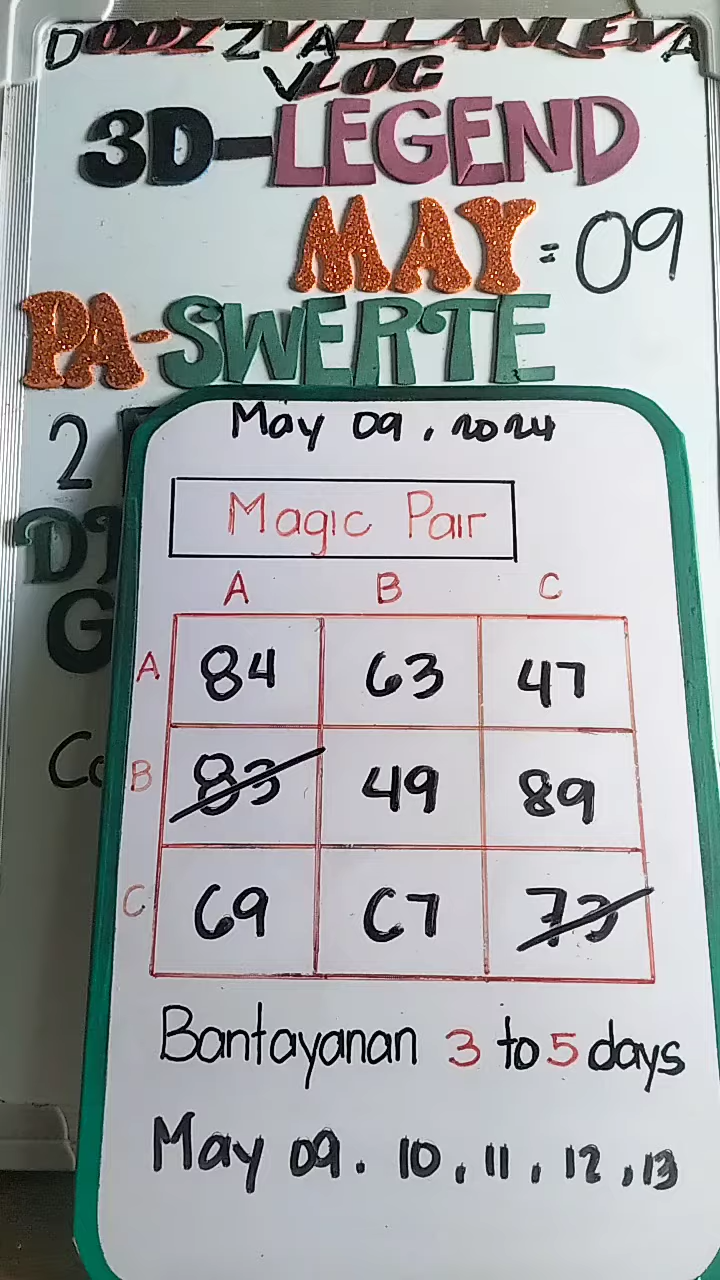 DODZZVALLANLEVA
VLOG
3D-LEGEND
MAY=09
PA-SWERTE
2
May 09, 2024
Magic Pair
A B C
A 84 63 47
B 83 49 89
C 69 67 73
Bantayanan 3 to 5 days
May 09. 10, 11, 12, 13